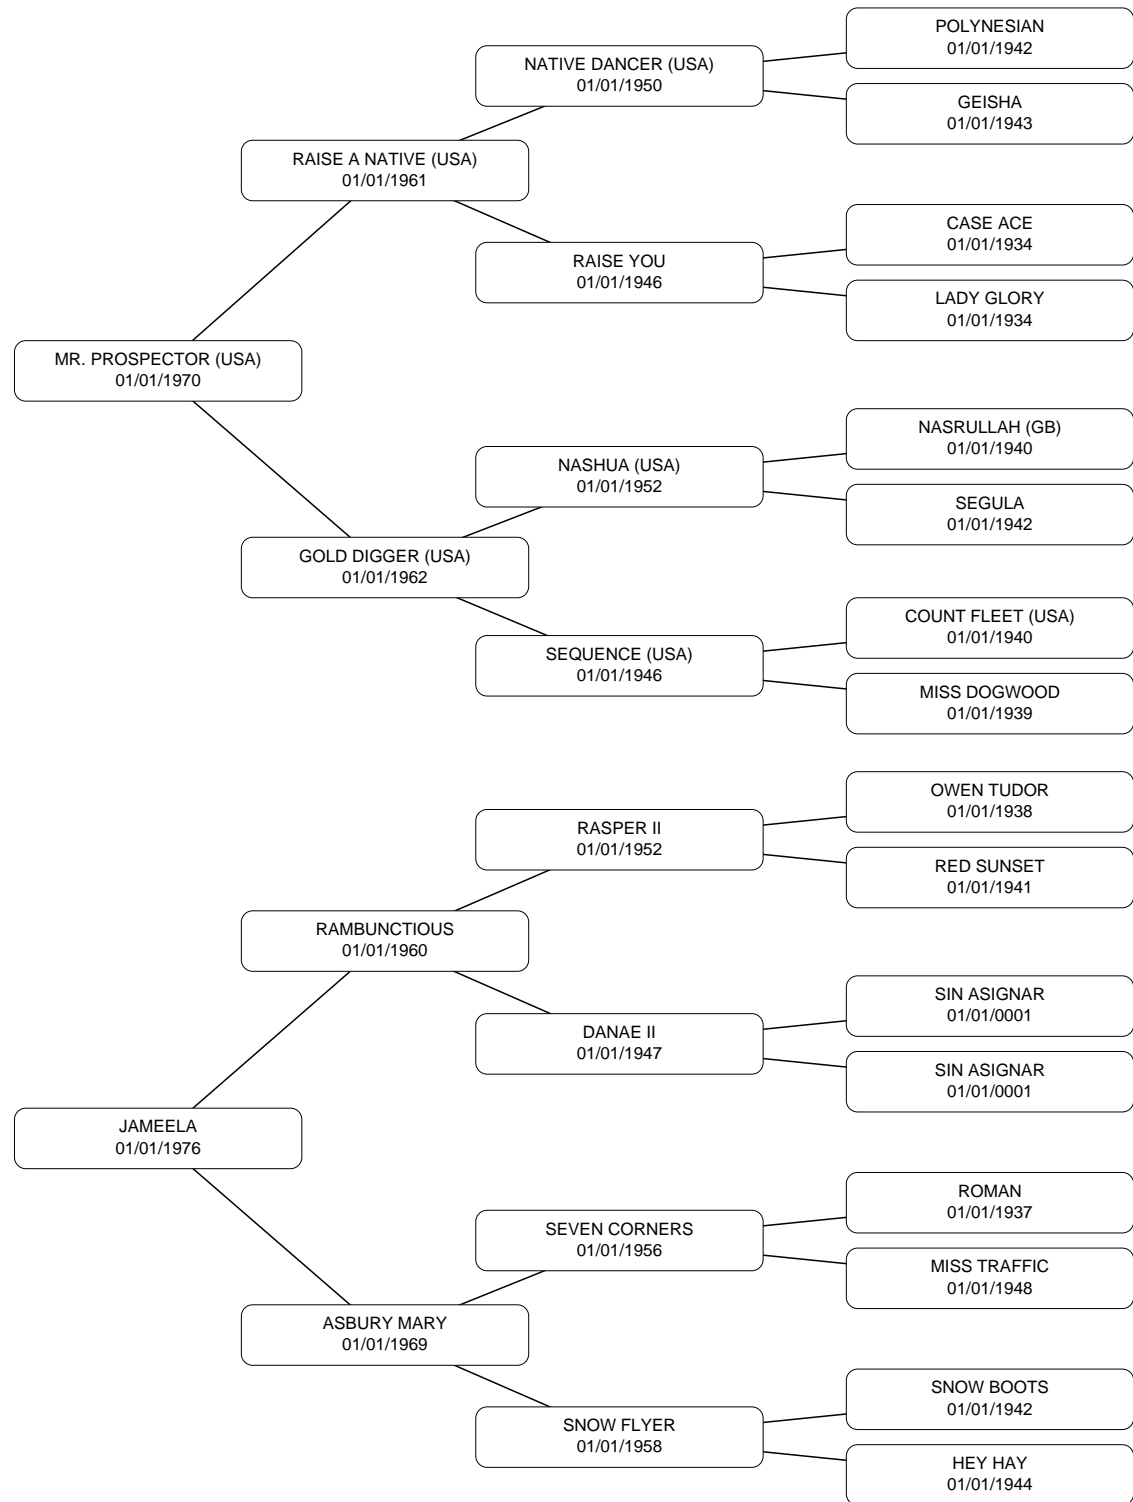 POLYNESIAN
01/01/1942
NATIVE DANCER (USA)
01/01/1950
GEISHA
01/01/1943
RAISE A NATIVE (USA)
01/01/1961
CASE ACE
01/01/1934
RAISE YOU
01/01/1946
LADY GLORY
01/01/1934
MR. PROSPECTOR (USA)
01/01/1970
NASRULLAH (GB)
01/01/1940
NASHUA (USA)
01/01/1952
SEGULA
01/01/1942
GOLD DIGGER (USA)
01/01/1962
COUNT FLEET (USA)
01/01/1940
SEQUENCE (USA)
01/01/1946
MISS DOGWOOD
01/01/1939
OWEN TUDOR
01/01/1938
RASPER II
01/01/1952
RED SUNSET
01/01/1941
RAMBUNCTIOUS
01/01/1960
SIN ASIGNAR
01/01/0001
DANAE II
01/01/1947
SIN ASIGNAR
01/01/0001
JAMEELA
01/01/1976
ROMAN
01/01/1937
SEVEN CORNERS
01/01/1956
MISS TRAFFIC
01/01/1948
ASBURY MARY
01/01/1969
SNOW BOOTS
01/01/1942
SNOW FLYER
01/01/1958
HEY HAY
01/01/1944